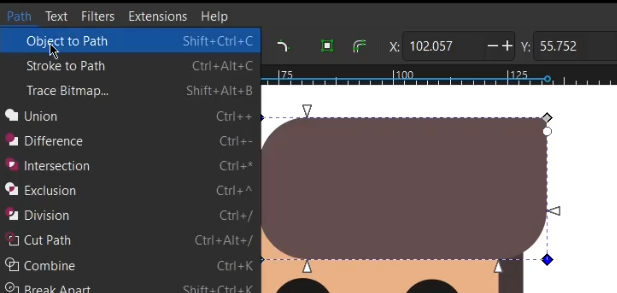 Path Text Filters Extensions Help
Object to Path Shift+Ctrl+C
X: 102.057 Y: 55.752
Stroke to Path Ctrl+Alt+C
75 100 125
Trace Bitmap... Shift+Alt+B
Union Ctrl++
Difference Ctrl+-
Intersection Ctrl+*
Exclusion Ctrl+^
Division Ctrl+/
Cut Path Ctrl+Alt+/
Combine Ctrl+K
Break Apart Shift+Ctrl+K